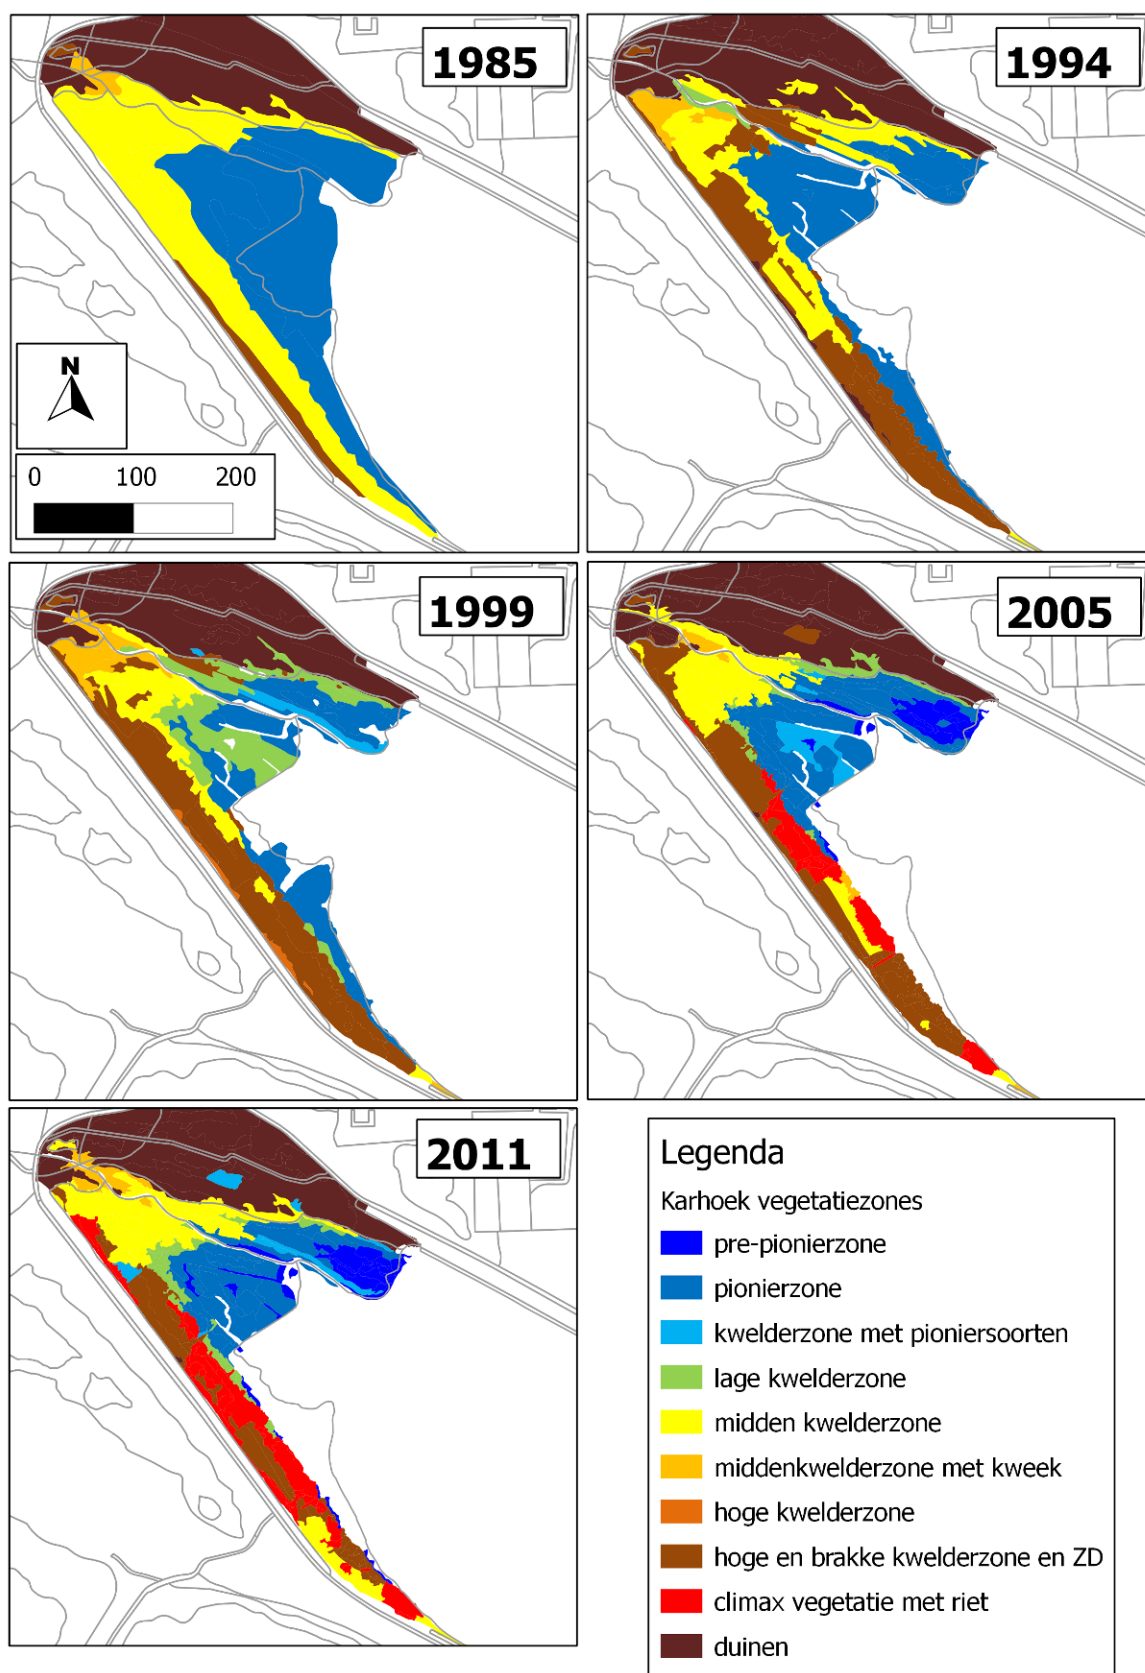 1985
1994
N
0 100 200
1999
2005
2011
Legenda
Karhoek vegetatiezones
pre-pionierzone
pionierzone
kwelderzone met pioniersoorten
lage kwelderzone
midden kwelderzone
middenkwelderzone met kweek
hoge kwelderzone
hoge en brakke kwelderzone en ZD
climax vegetatie met riet
duinen